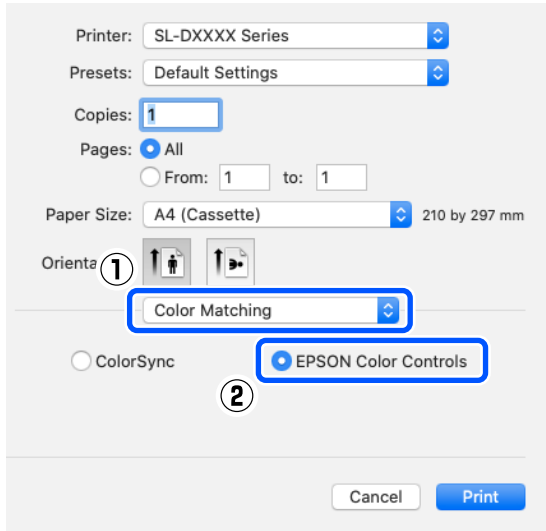 Printer: SL-DXXXX Series
Presets: Default Settings
Copies: 1
Pages: All
From: 1 to: 1
Paper Size: A4 (Cassette) 210 by 297 mm
Orienta
1
Color Matching
ColorSync EPSON Color Controls
2
Cancel Print